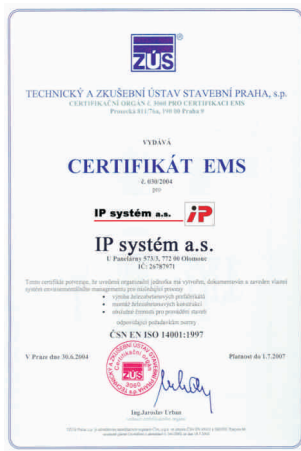 ZÚS
TECHNICKÝ A ZKUŠEBNÍ ÚSTAV STAVEBNÍ PRAHA, s.p.
CERTIFIKAČNÍ ORGÁN č. 3060 PRO CERTIFIKACI EMS
Prosecká 811/76a, 190 00 Praha 9
VYDÁVÁ
CERTIFIKÁT EMS
č. 030/2004
pro
IP systém a.s. iP
IP systém a.s.
U Panelárny 573/3, 772 00 Olomouc
IČ: 26787971
Tento certifikát potvrzuje, že uvedená organizační jednotka má vytvořen, dokumentován a zaveden vlastní
systém environmentálního managementu pro následující procesy
• výroba železobetonových prefabrikátů
• montáž železobetonových konstrukcí
• obslužné činnosti pro provádění staveb
odpovídající požadavkům normy
ČSN EN ISO 14001:1997
V Praze dne 30.6.2004 Platnost do 1.7.2007
ZÚS
Ing.Jaroslav Urban